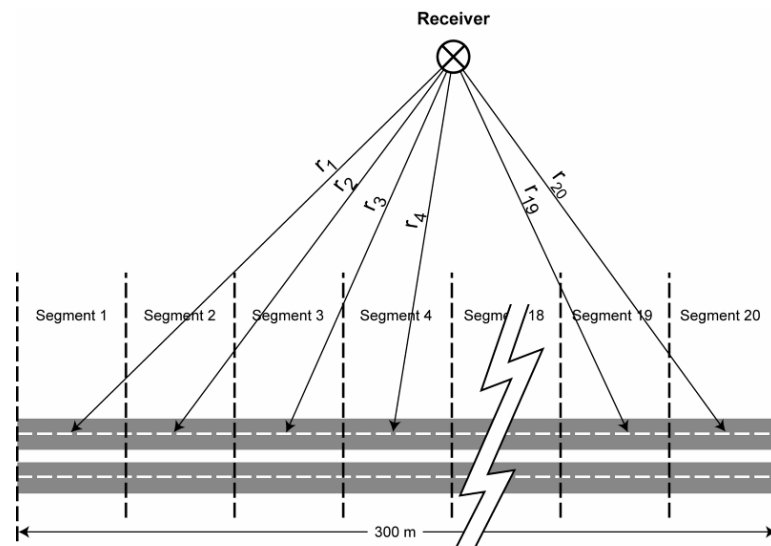 Receiver
r1
r2
r3
r4
r19
r20
Segment 1
Segment 2
Segment 3
Segment 4
Segment 18
Segment 19
Segment 20
300 m